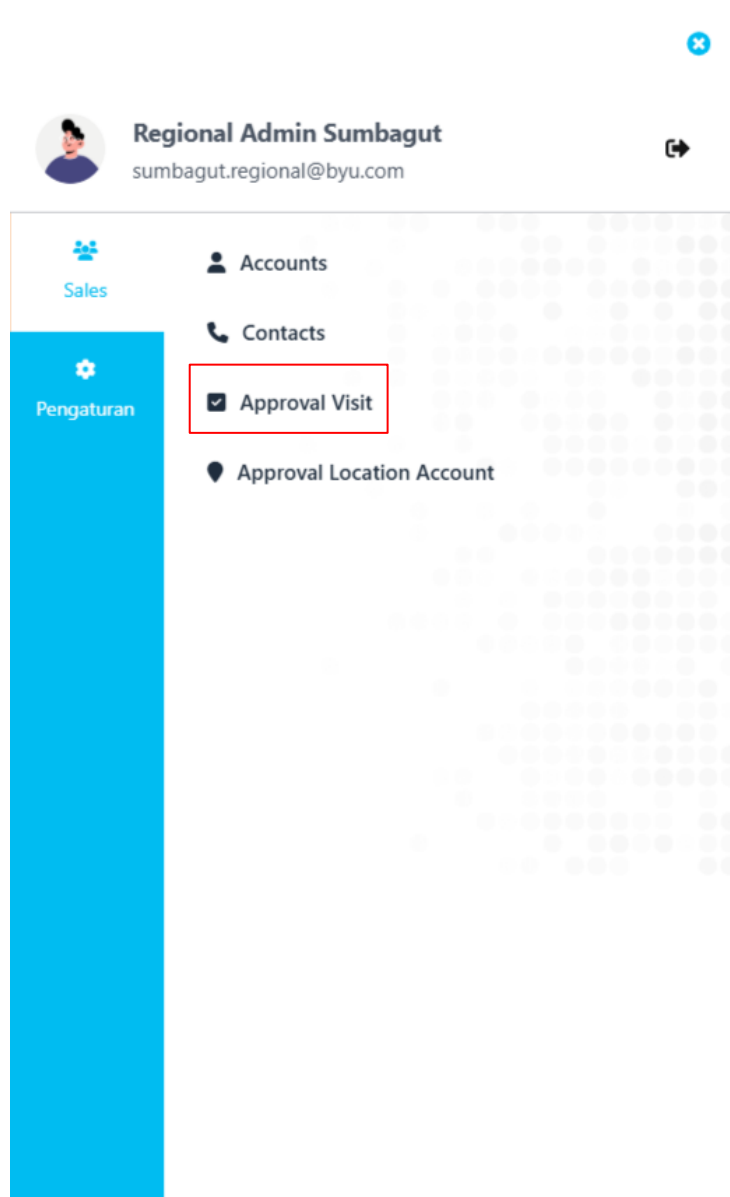 Regional Admin Sumbagut
sumbagut.regional@byu.com
Sales
Accounts
Contacts
Pengaturan
Approval Visit
Approval Location Account